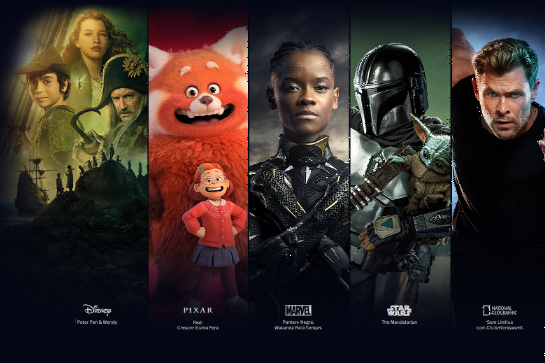 Disney
Peter Pan & Wendy
PIXAR
Red:
Crescer é uma Fera
MARVEL
Pantera Negra:
Wakanda Para Sempre
STAR
WARS
The Mandalorian
NATIONAL
GEOGRAPHIC
Sem Limites
com Chris Hemsworth